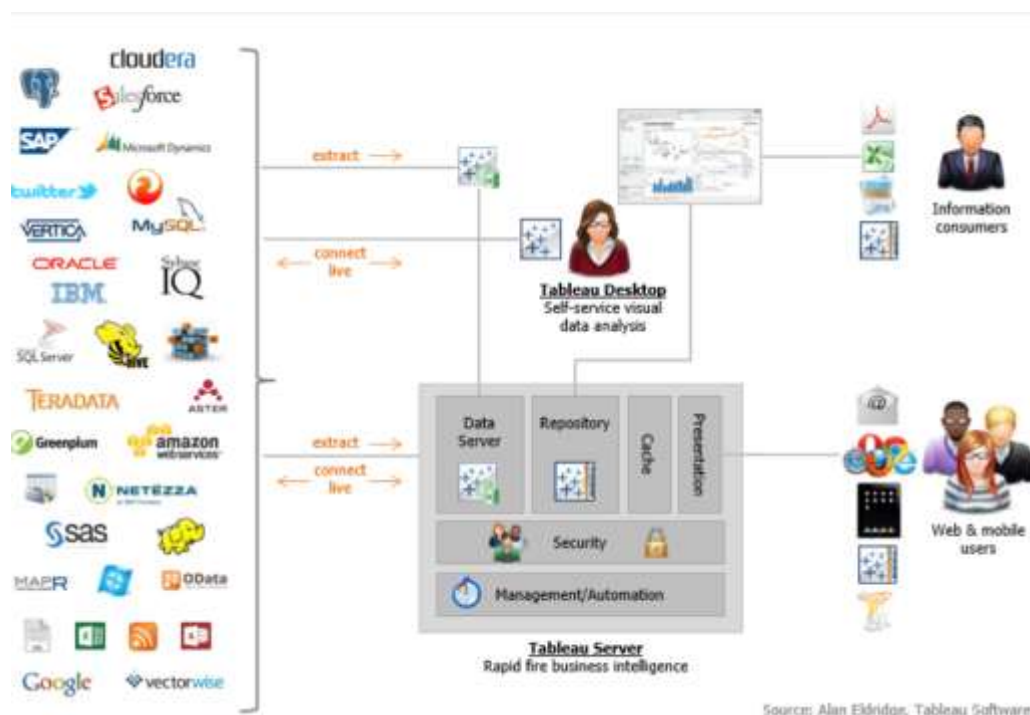 cloudera
salesforce
SAP
Microsoft Dynamics
twitter
VERTICA
MySQL
ORACLE
Sybase
IQ
IBM
SQL Server
HIVE
TERADATA
ASTER
Greenplum
amazon
webservices
NETEZZA
sas
MAPR
OData
Google
vectorwise
extract
connect
live
extract
connect
live
Tableau Desktop
Self-service visual
data analysis
Information
consumers
Data
Server
Repository
Cache
Presentation
Security
Management/Automation
Tableau Server
Rapid fire business intelligence
@
Web & mobile
users
Source: Alan Eldridge, Tableau Software